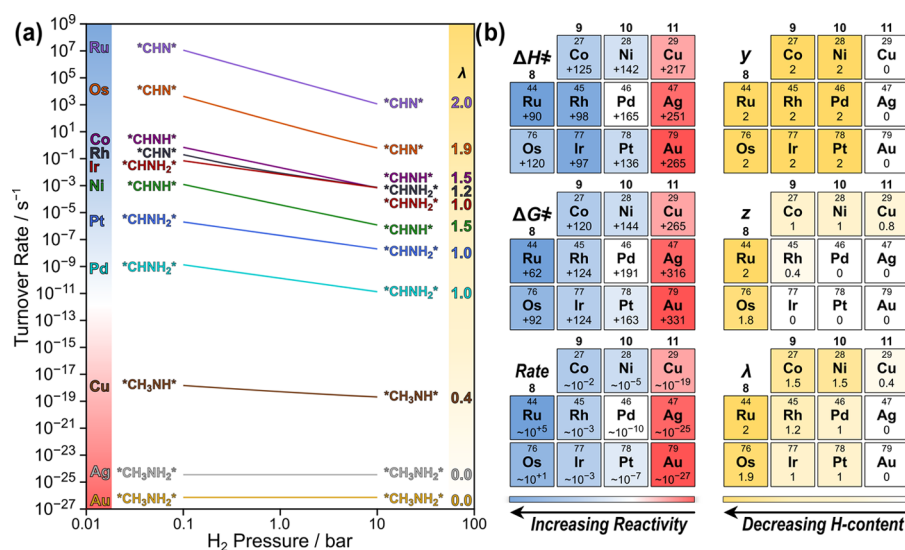 (a)
Turnover Rate / s⁻¹
10⁹
10⁷
10⁵
10³
10¹
10⁻¹
10⁻³
10⁻⁵
10⁻⁷
10⁻⁹
10⁻¹¹
10⁻¹³
10⁻¹⁵
10⁻¹⁷
10⁻¹⁹
10⁻²¹
10⁻²³
10⁻²⁵
10⁻²⁷
λ
Ru *CHN* *CHN* 2.0
Os *CHN* *CHN* 1.9
Co *CHNH* *CHNH* 1.5
Rh *CHN* *CHNH₂* 1.2
Ir *CHNH₂* *CHNH₂* 1.0
Ni *CHNH* *CHNH* 1.5
Pt *CHNH₂* *CHNH₂* 1.0
Pd *CHNH₂* *CHNH₂* 1.0
Cu *CH₃NH* *CH₃NH* 0.4
Ag *CH₃NH₂* *CH₃NH₂* 0.0
Au *CH₃NH₂* *CH₃NH₂* 0.0
0.01 0.1 1.0 10 100
H₂ Pressure / bar
(b)
9 10 11
ΔH‡
8
27 28 29
Co Ni Cu
+125 +142 +217
44 45 46 47
Ru Rh Pd Ag
+90 +98 +165 +251
76 77 78 79
Os Ir Pt Au
+120 +97 +136 +265
9 10 11
ΔG‡
8
27 28 29
Co Ni Cu
+120 +144 +265
44 45 46 47
Ru Rh Pd Ag
+62 +124 +191 +316
76 77 78 79
Os Ir Pt Au
+92 +124 +163 +331
9 10 11
Rate
8
27 28 29
Co Ni Cu
~10⁻² ~10⁻⁵ ~10⁻¹⁹
44 45 46 47
Ru Rh Pd Ag
~10⁺⁵ ~10⁻³ ~10⁻¹⁰ ~10⁻²⁵
76 77 78 79
Os Ir Pt Au
~10⁺¹ ~10⁻³ ~10⁻⁷ ~10⁻²⁷
Increasing Reactivity
9 10 11
y
8
27 28 29
Co Ni Cu
2 2 0
44 45 46 47
Ru Rh Pd Ag
2 2 2 0
76 77 78 79
Os Ir Pt Au
2 2 2 0
9 10 11
z
8
27 28 29
Co Ni Cu
1 1 0.8
44 45 46 47
Ru Rh Pd Ag
2 0.4 0 0
76 77 78 79
Os Ir Pt Au
1.8 0 0 0
9 10 11
λ
8
27 28 29
Co Ni Cu
1.5 1.5 0.4
44 45 46 47
Ru Rh Pd Ag
2 1.2 1 0
76 77 78 79
Os Ir Pt Au
1.9 1 1 0
Decreasing H-content